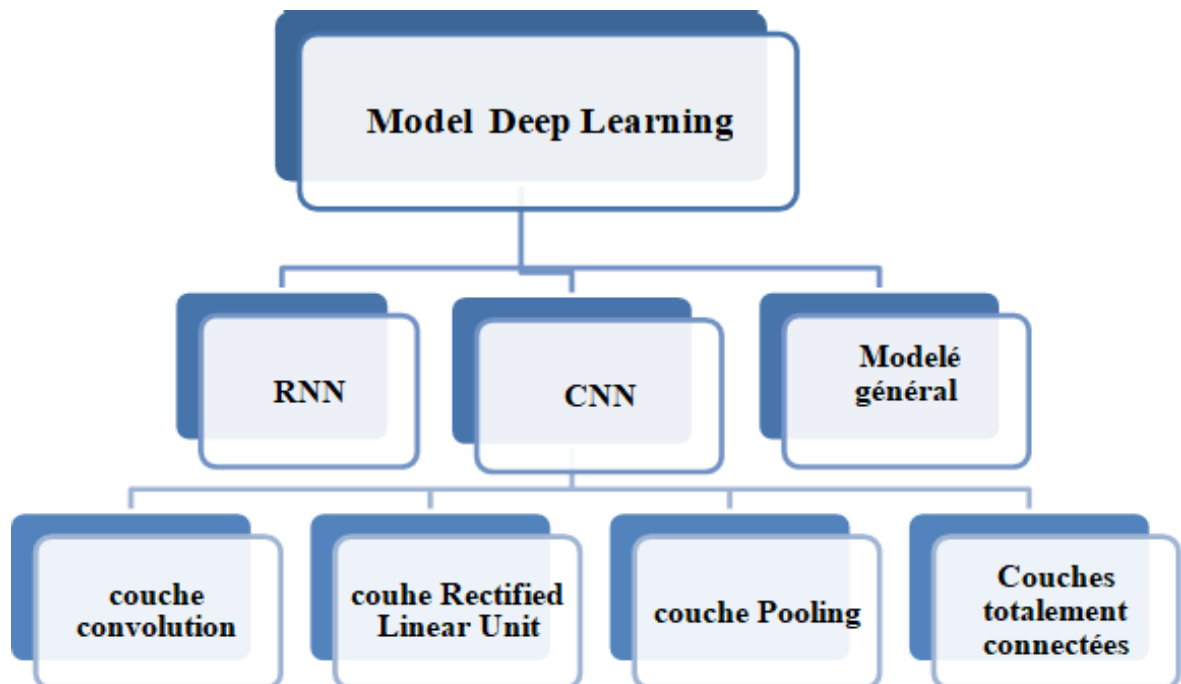 Model Deep Learning
RNN
CNN
Modelé
général
couche
convolution
couhe Rectified
Linear Unit
couche Pooling
Couches
totalement
connectées